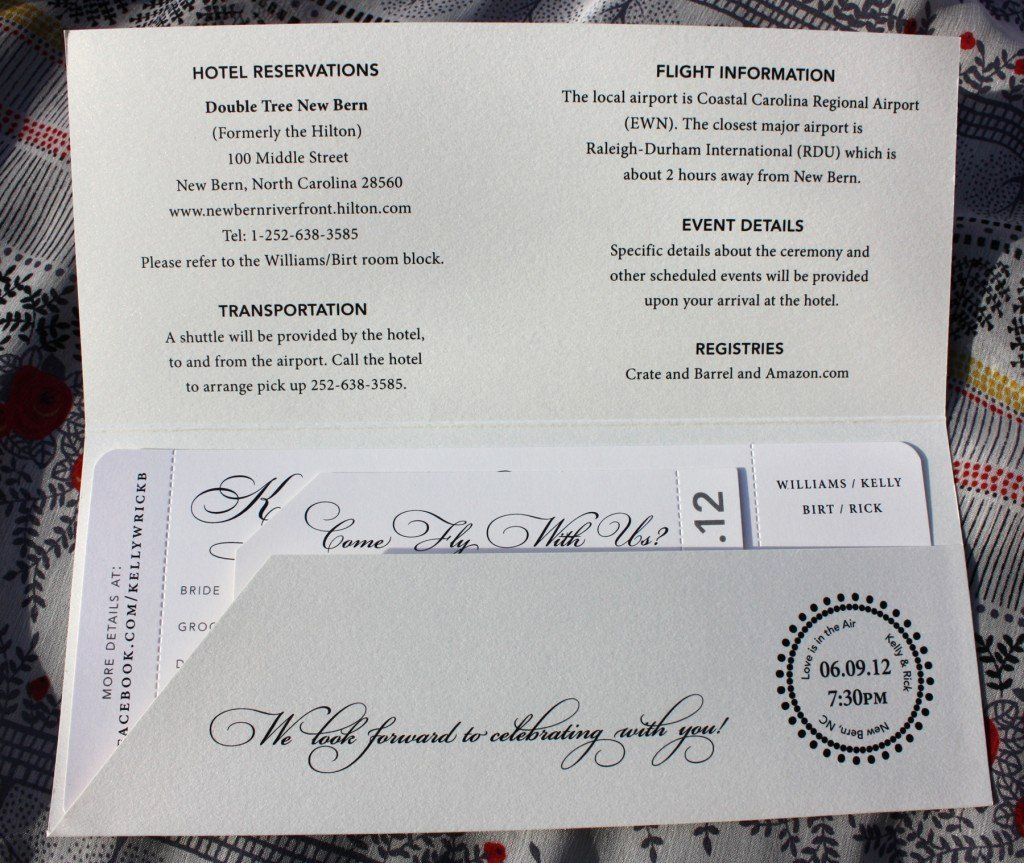 HOTEL RESERVATIONS
Double Tree New Bern
(Formerly the Hilton)
100 Middle Street
New Bern, North Carolina 28560
www.newbernriverfront.hilton.com
Tel: 1-252-638-3585
Please refer to the Williams/Birt room block.
TRANSPORTATION
A shuttle will be provided by the hotel,
to and from the airport. Call the hotel
to arrange pick up 252-638-3585.
FLIGHT INFORMATION
The local airport is Coastal Carolina Regional Airport
(EWN). The closest major airport is
Raleigh-Durham International (RDU) which is
about 2 hours away from New Bern.
EVENT DETAILS
Specific details about the ceremony and
other scheduled events will be provided
upon your arrival at the hotel.
REGISTRIES
Crate and Barrel and Amazon.com
MORE DETAILS AT:
FACEBOOK.COM/KELLYWRICKB
K
BRIDE
GROO
D
Come Fly With Us?
.12
WILLIAMS / KELLY
BIRT / RICK
We look forward to celebrating with you!
Love is in the Air
Kelly & Rick
06.09.12
7:30PM
New Bern, NC